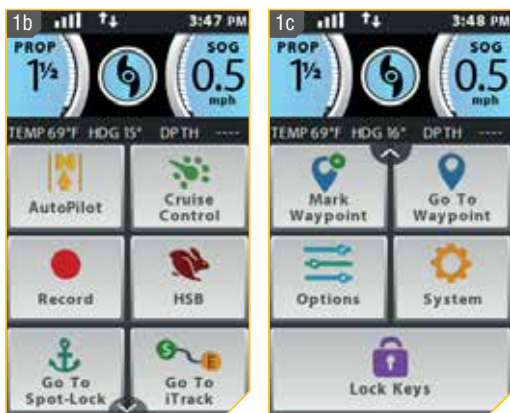 1b 3:47 PM
PROP SOG
1½ 0.5
mph
TEMP 69°F HDG 15° DPTH ----
AutoPilot Cruise
Control
Record HSB
Go To
Spot-Lock
S E
Go To
iTrack
1c 3:48 PM
PROP SOG
1½ 0.5
mph
TEMP 69°F HDG 16° DPTH ----
Mark
Waypoint
Go To
Waypoint
Options System
Lock Keys